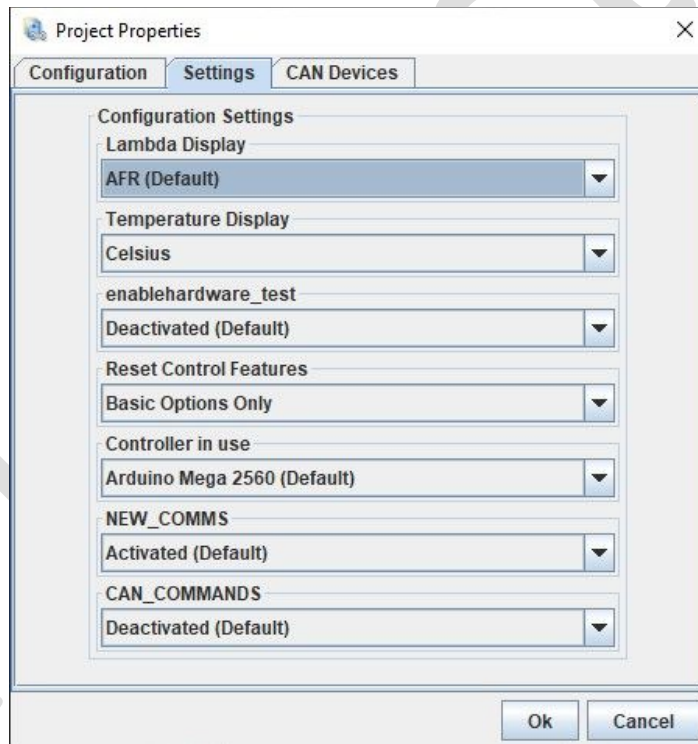 Project Properties
Configuration Settings CAN Devices
Configuration Settings
Lambda Display
AFR (Default)
Temperature Display
Celsius
enablehardware_test
Deactivated (Default)
Reset Control Features
Basic Options Only
Controller in use
Arduino Mega 2560 (Default)
NEW_COMMS
Activated (Default)
CAN_COMMANDS
Deactivated (Default)
Ok Cancel